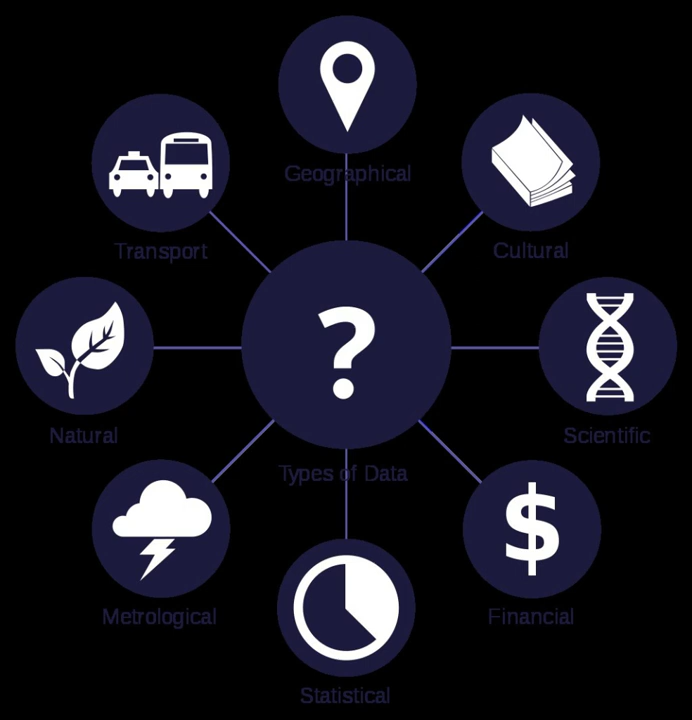 Geographical
Transport
Cultural
Natural
Scientific
?
Types of Data
Metrological
$
Financial
Statistical